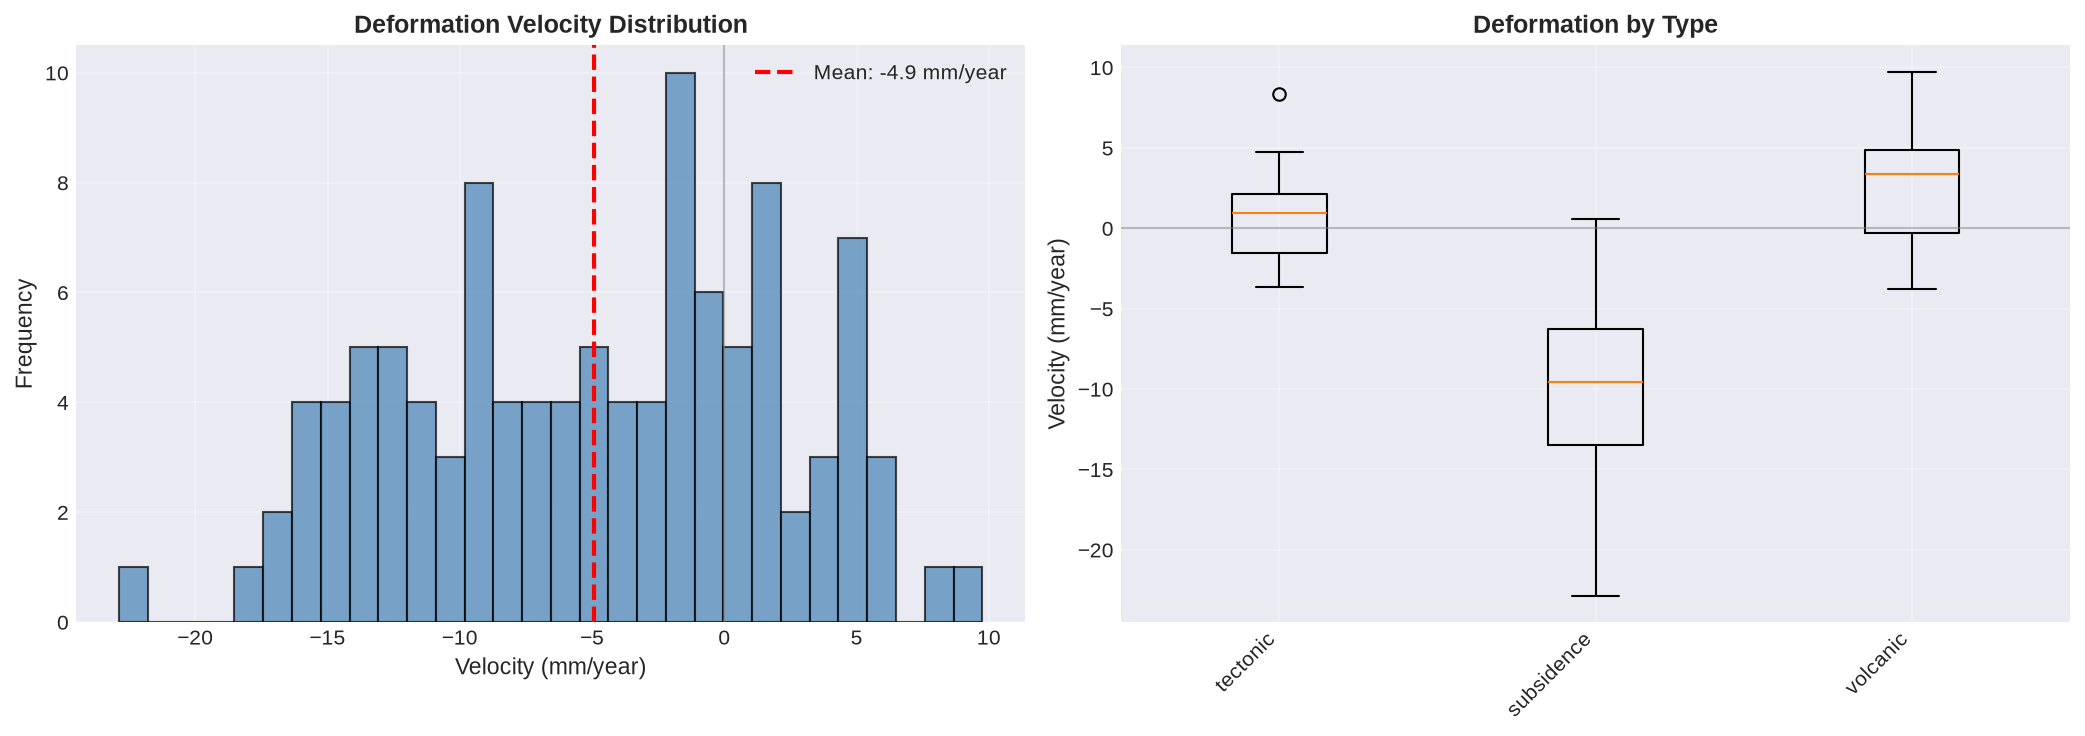 Deformation Velocity Distribution
Mean: -4.9 mm/year
Frequency
10
8
6
4
2
0
−20
−15
−10
−5
0
5
10
Velocity (mm/year)
Deformation by Type
Velocity (mm/year)
10
5
0
−5
−10
−15
−20
tectonic
subsidence
volcanic